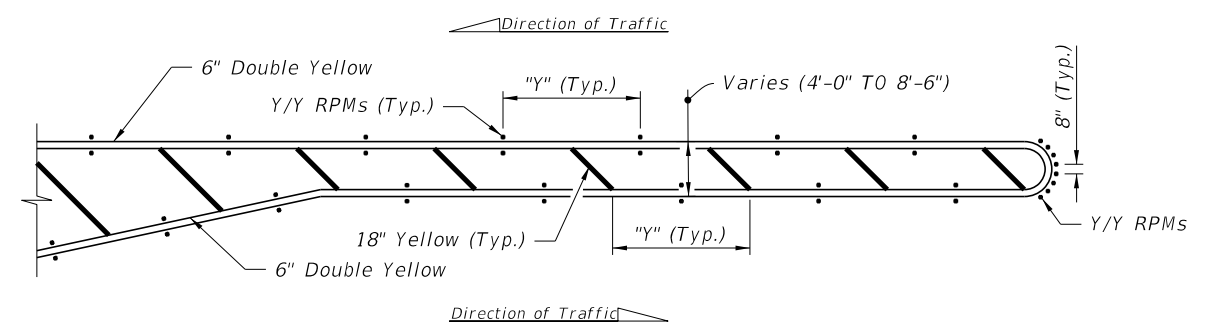 Direction of Traffic
6" Double Yellow
"Y" (Typ.)
Varies (4'-0" TO 8'-6")
8" (Typ.)
Y/Y RPMs (Typ.)
18" Yellow (Typ.)
"Y" (Typ.)
Y/Y RPMs
6" Double Yellow
Direction of Traffic